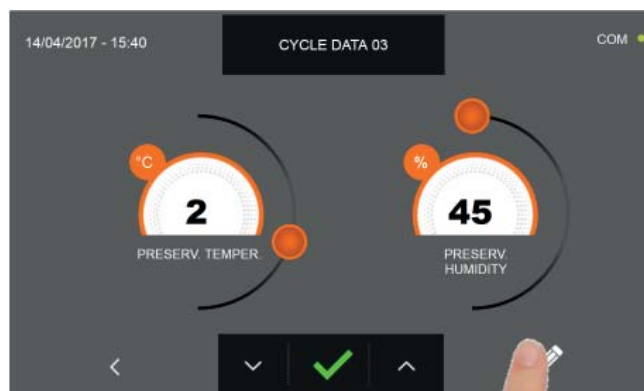 14/04/2017 - 15:40
CYCLE DATA 03
COM
°C
2
PRESERV. TEMPER.
%
45
PRESERV.
HUMIDITY